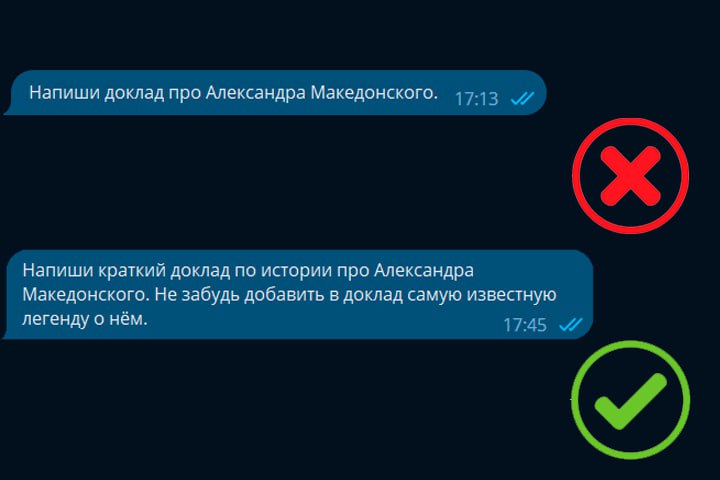 Напиши доклад про Александра Македонского.
17:13
Напиши краткий доклад по истории про Александра
Македонского. Не забудь добавить в доклад самую известную
легенду о нём.
17:45